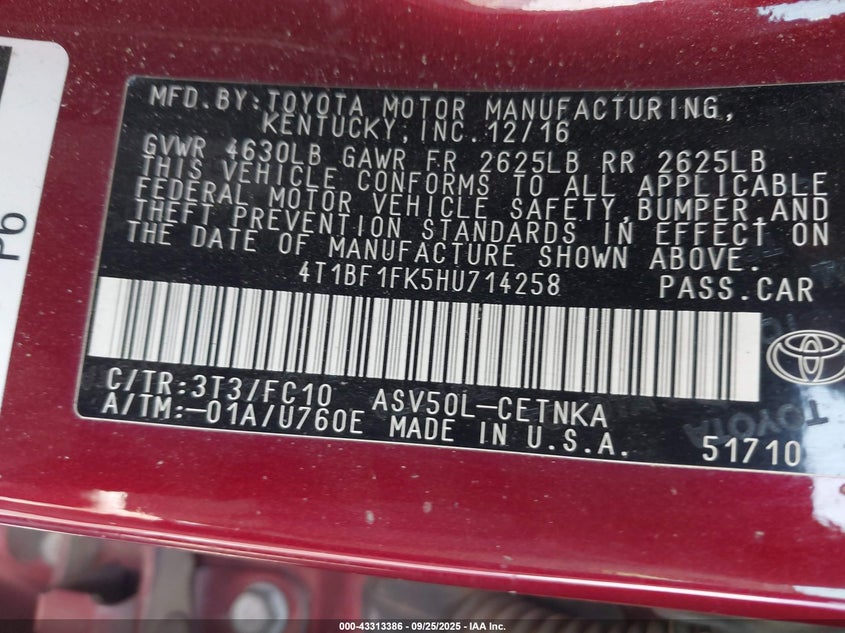 MFD. BY: TOYOTA MOTOR MANUFACTURING,
KENTUCKY, INC. 12/16
GVWR 4630LB GAWR FR 2625LB RR 2625LB
THIS VEHICLE CONFORMS TO ALL APPLICABLE
FEDERAL MOTOR VEHICLE SAFETY, BUMPER, AND
THEFT PREVENTION STANDARDS IN EFFECT ON
THE DATE OF MANUFACTURE SHOWN ABOVE.
4T1BF1FK5HU714258 PASS. CAR
C/TR: 3T3/FC10 ASV50L-CETNKA
A/TM: -01A/U760E MADE IN U.S.A. 51710
TOYOTA
P6
000-43313386 - 09/25/2025 - IAA Inc.